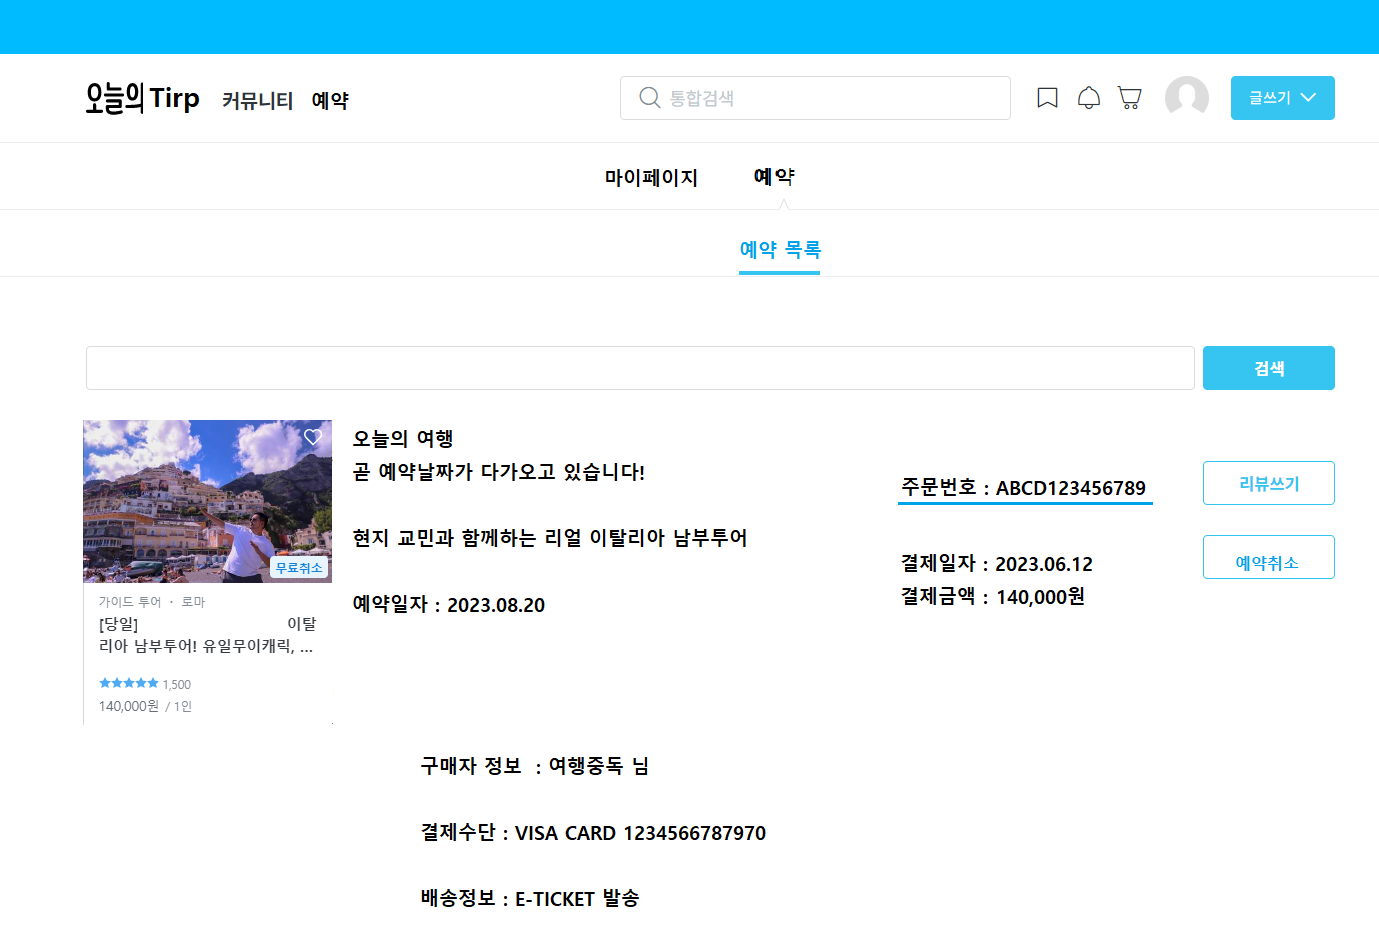 오늘의 Tirp 커뮤니티 예약
통합검색
글쓰기
마이페이지 예약
예약 목록
검색
무료취소
가이드 투어 · 로마
[당일] 이탈
리아 남부투어! 유일무이캐릭, ...
1,500
140,000원 / 1인
오늘의 여행
곧 예약날짜가 다가오고 있습니다!
현지 교민과 함께하는 리얼 이탈리아 남부투어
예약일자 : 2023.08.20
주문번호 : ABCD123456789
결제일자 : 2023.06.12
결제금액 : 140,000원
리뷰쓰기
예약취소
구매자 정보 : 여행중독 님
결제수단 : VISA CARD 1234566787970
배송정보 : E-TICKET 발송